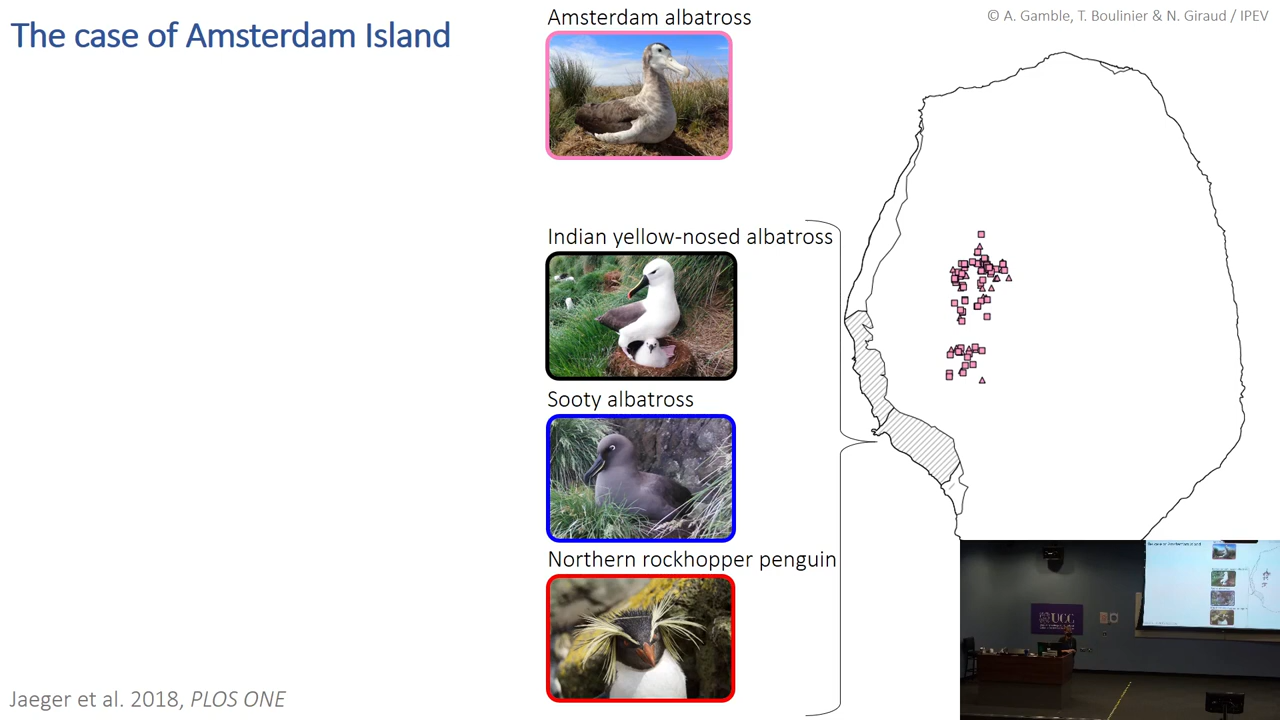 The case of Amsterdam Island
Amsterdam albatross
© A. Gamble, T. Boulinier & N. Giraud / IPEV
Indian yellow-nosed albatross
Sooty albatross
Northern rockhopper penguin
Jaeger et al. 2018, PLOS ONE
UCC